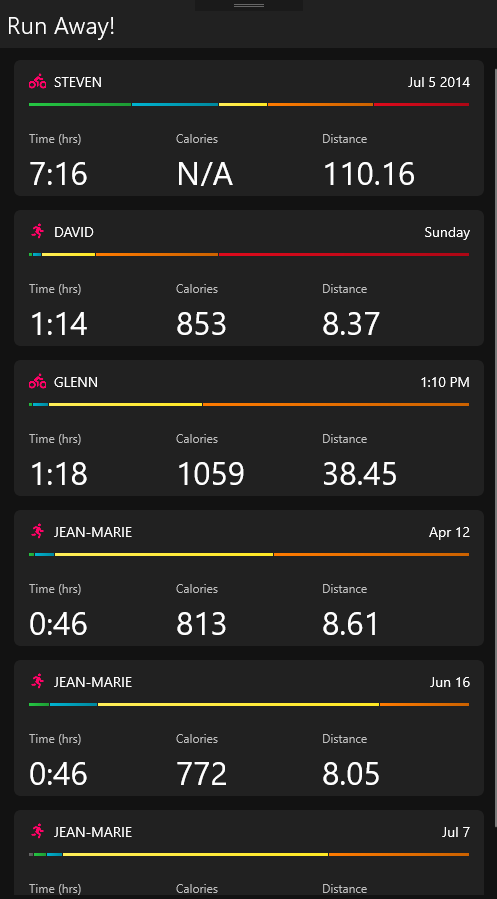 Run Away!
STEVEN Jul 5 2014
Time (hrs) Calories Distance
7:16 N/A 110.16
DAVID Sunday
Time (hrs) Calories Distance
1:14 853 8.37
GLENN 1:10 PM
Time (hrs) Calories Distance
1:18 1059 38.45
JEAN-MARIE Apr 12
Time (hrs) Calories Distance
0:46 813 8.61
JEAN-MARIE Jun 16
Time (hrs) Calories Distance
0:46 772 8.05
JEAN-MARIE Jul 7
Time (hrs) Calories Distance